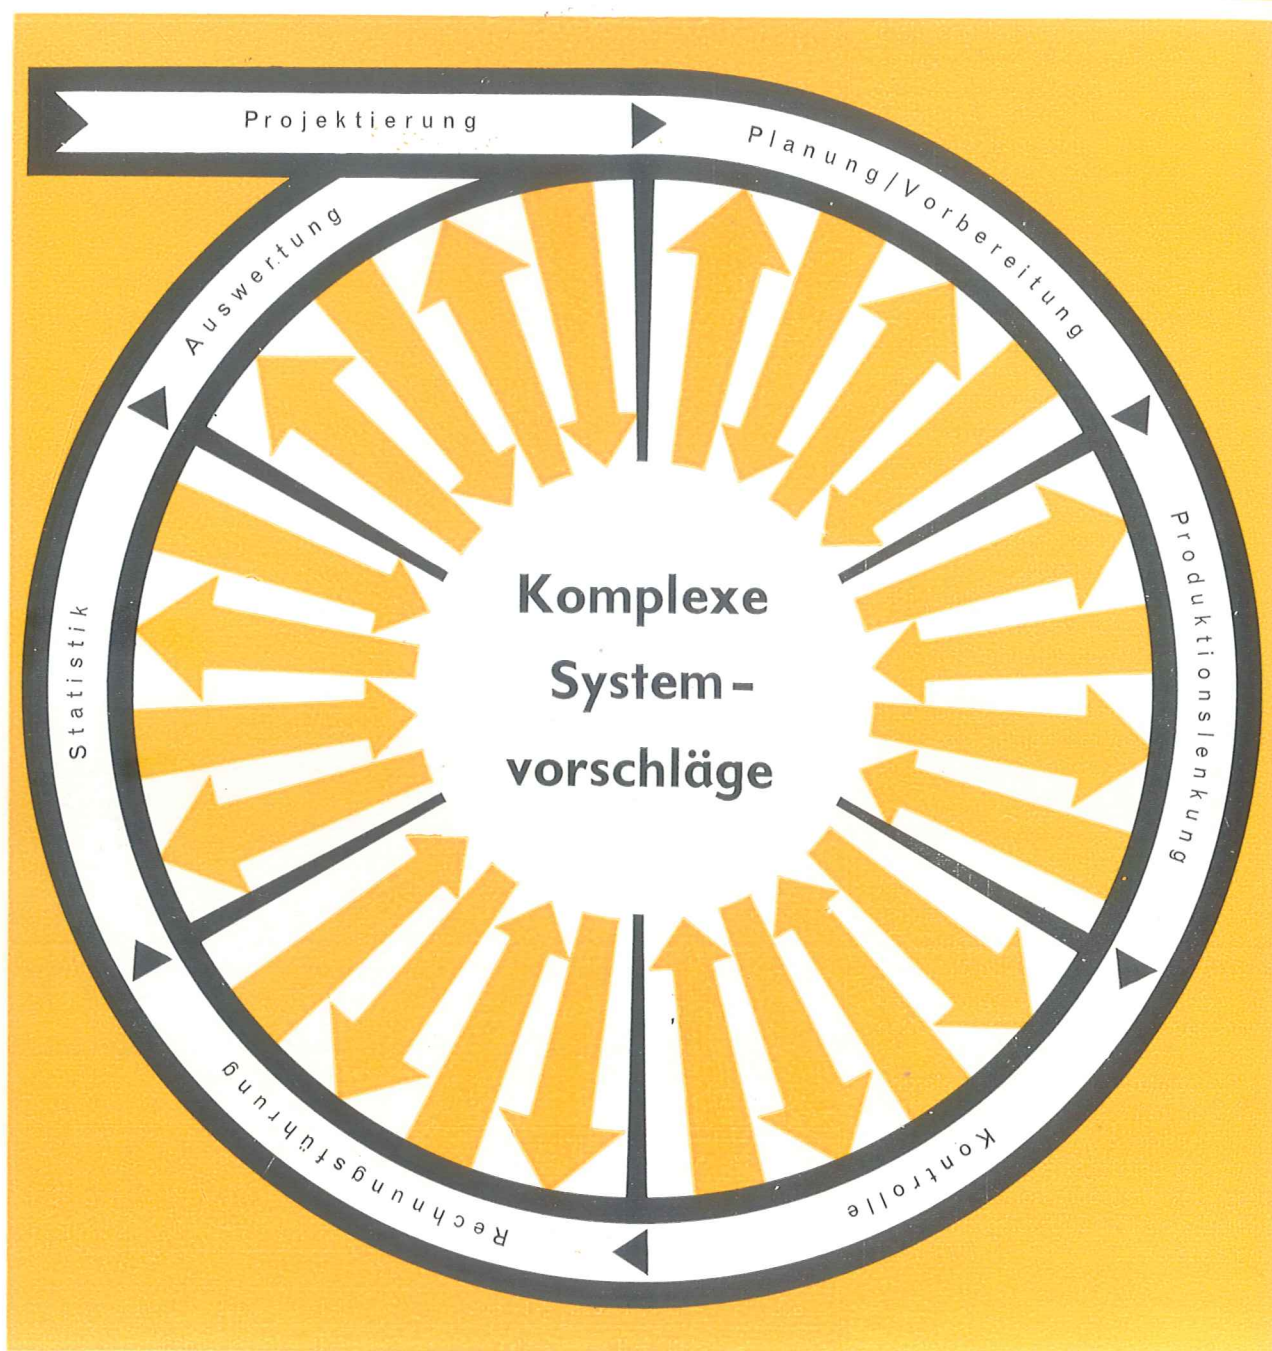 Projektierung
Planung/Vorbereitung
Produktionslenkung
Kontrolle
Rechnungsführung
Statistik
Auswertung
Komplexe
System-
vorschläge